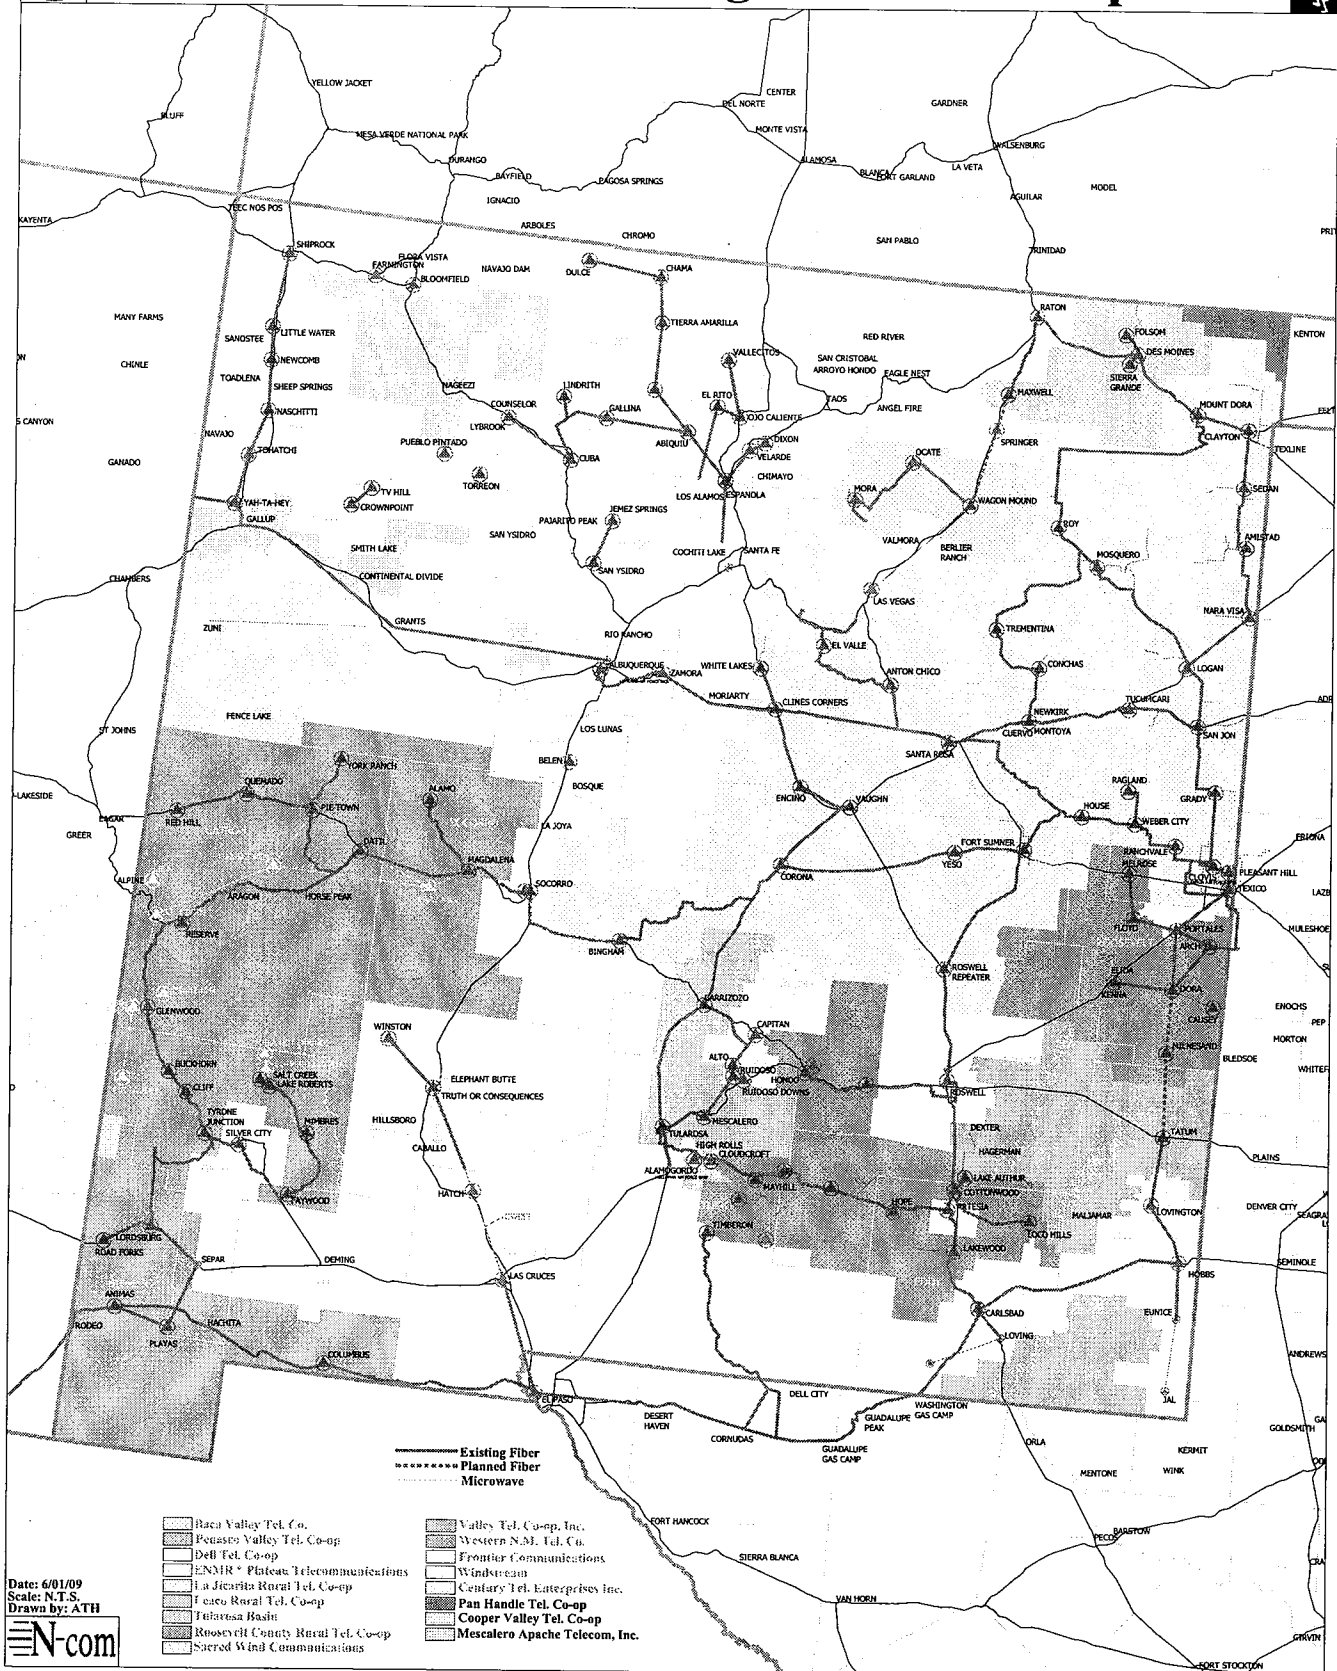 YELLOW JACKET
CENTER
DEL NORTE
GARDNER
BLUFF
MESA VERDE NATIONAL PARK
MONTE VISTA
WALSENBURG
DURANGO
ALAMOSA
LA VETA
BAYFIELD
PAGOSA SPRINGS
BLANCA
FORT GARLAND
MODEL
IGNACIO
AGUILAR
TEEC NOS POS
KAYENTA
ARBOLES
CHROMO
SAN PABLO
PRIT
TRINIDAD
SHIPROCK
FLORA VISTA
FARMINGTON
NAVAJO DAM
DULCE
CHAMA
BLOOMFIELD
RATON
MANY FARMS
SANOSTEE
LITTLE WATER
TIERRA AMARILLA
RED RIVER
FOLSOM
KENTON
DES MOINES
CHINLE
NEWCOMB
VALLECITOS
SAN CRISTOBAL
ARROYO HONDO
EAGLE NEST
SIERRA
GRANDE
TOADLENA
SHEEP SPRINGS
NAGEEZI
LINDRITH
MAXWELL
COUNSELOR
EL RITO
TAOS
ANGEL FIRE
MOUNT DORA
NASCHITTI
GALLINA
OJO CALIENTE
S CANYON
LYBROOK
ABIQUIU
SPRINGER
CLAYTON
NAVAJO
PUEBLO PINTADO
DIXON
TEXLINE
TOHATCHI
CUBA
VELARDE
OCATE
GANADO
TORREON
CHIMAYO
TV HILL
LOS ALAMOS
ESPANOLA
MORA
SEDAN
YAH-TA-HEY
CROWNPOINT
JEMEZ SPRINGS
WAGON MOUND
GALLUP
PAJARITO PEAK
SAN YSIDRO
ROY
VALMORA
SMITH LAKE
COCHITI LAKE
SANTA FE
BERLIER
RANCH
AMISTAD
SAN YSIDRO
MOSQUERO
CHAMBERS
CONTINENTAL DIVIDE
LAS VEGAS
NARA VISA
GRANTS
ZUNI
RIO RANCHO
TREMENTINA
EL VALLE
ALBUQUERQUE
ZAMORA
WHITE LAKES
ANTON CHICO
CONCHAS
LOGAN
MORIARTY
CLINES CORNERS
TUCUMCARI
FENCE LAKE
NEWKIRK
ST JOHNS
LOS LUNAS
CUERVO
MONTOYA
SAN JON
SANTA ROSA
YORK RANCH
BELEN
LAKESIDE
QUEMADO
ALAMO
BOSQUE
ENCINO
VAUGHN
RAGLAND
GRADY
RED HILL
PIE TOWN
HOUSE
WEBER CITY
EAGAR
GREER
LA JOYA
FRIONA
DATIL
FORT SUMNER
RANCHVALE
MAGDALENA
CORONA
YESO
MELROSE
PLEASANT HILL
ALPINE
SOCORRO
CLOVIS
TEXICO
ARAGON
HORSE PEAK
RESERVE
FLOYD
PORTALES
MULESHOE
BINGHAM
ARCH
ROSWELL
REPEATER
ELIDA
KENNA
DORA
CARRIZOZO
GLENWOOD
CAUSEY
ENOCHS
WINSTON
CAPITAN
PEP
MORTON
BUCKHORN
ALTO
MILNESAND
BLEDSOE
SALT CREEK
LAKE ROBERTS
RUIDOSO
HONDO
WHITEF
CLIFF
ELEPHANT BUTTE
RUIDOSO DOWNS
ROSWELL
TRUTH OR CONSEQUENCES
TYRONE
JUNCTION
HILLSBORO
MESCALERO
DEXTER
SILVER CITY
MIMBRES
TULAROSA
TATUM
CABALLO
HIGH ROLLS
HAGERMAN
CLOUDCROFT
PLAINS
ALAMOGORDO
LAKE AUTHUR
MAYHILL
COTTONWOOD
HATCH
FAYWOOD
HOPE
ARTESIA
LOVINGTON
DENVER CITY
MALJAMAR
LORDSBURG
TIMBERON
LOCO HILLS
ROAD FORKS
LAKEWOOD
SEPAR
DEMING
SEMINOLE
LAS CRUCES
HOBBS
ANIMAS
CARLSBAD
EUNICE
RODEO
HACHITA
LOVING
PLAYAS
COLUMBUS
ANDREWS
DELL CITY
EL PASO
JAL
WASHINGTON
GAS CAMP
DESERT
HAVEN
GUADALUPE
PEAK
CORNUDAS
GOLDSMITH
ORLA
GUADALUPE
GAS CAMP
KERMIT
Existing Fiber
Planned Fiber
Microwave
MENTONE
WINK
FORT HANCOCK
PECOS
BARSTOW
SIERRA BLANCA
VAN HORN
GIRVIN
FORT STOCKTON
Baca Valley Tel. Co.
Penasco Valley Tel. Co-op
Dell Tel. Co-op
ENMR * Plateau Telecommunications
La Jicarita Rural Tel. Co-op
Leaco Rural Tel. Co-op
Tularosa Basin
Roosevelt County Rural Tel. Co-op
Sacred Wind Communications
Valley Tel. Co-op, Inc.
Western N.M. Tel. Co.
Frontier Communications
Windstream
Century Tel. Enterprises Inc.
Pan Handle Tel. Co-op
Cooper Valley Tel. Co-op
Mescalero Apache Telecom, Inc.
Date: 6/01/09
Scale: N.T.S.
Drawn by: ATH
N-com